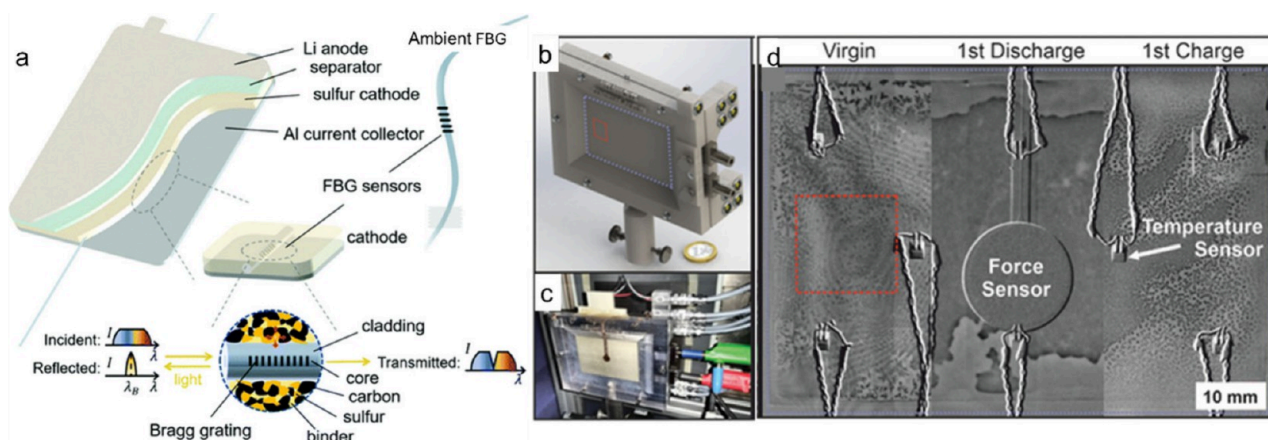 a
Li anode
separator
sulfur cathode
Al current collector
Ambient FBG
FBG sensors
cathode
Incident: I
λ
Reflected: I
λB λ
light
cladding
Transmitted: I
λ
core
carbon
sulfur
Bragg grating
binder
b
c
d
Virgin
1st Discharge
1st Charge
Temperature
Sensor
Force
Sensor
10 mm